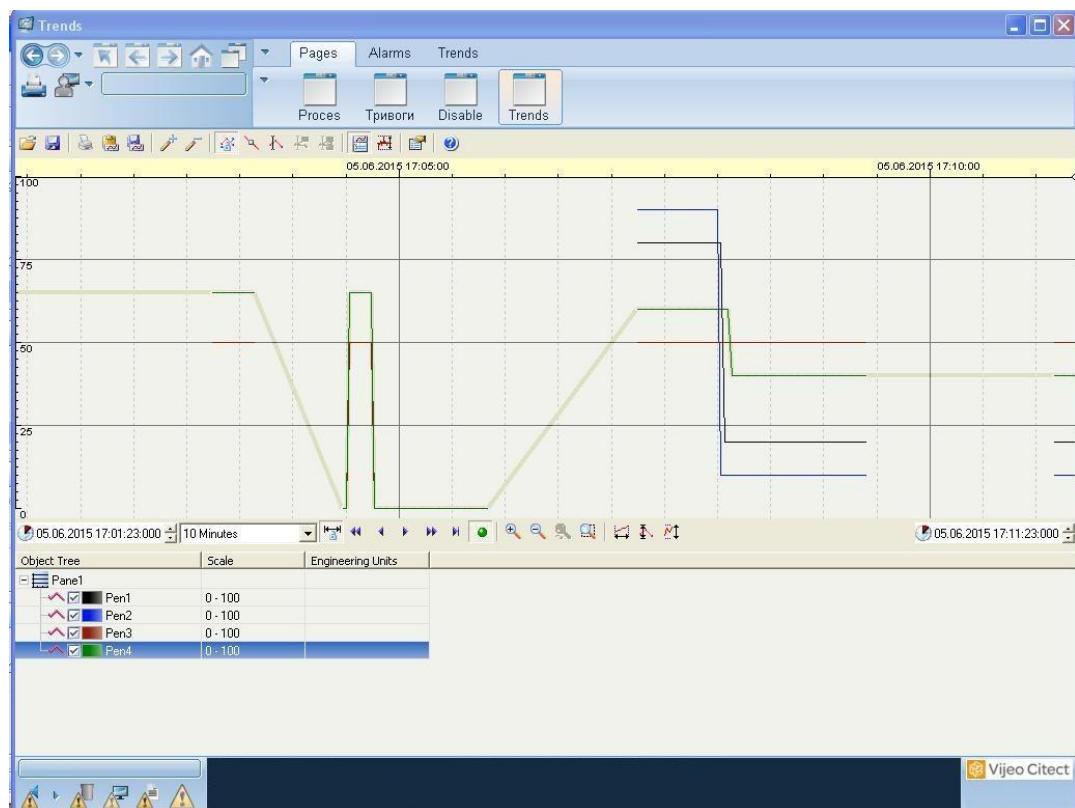 Trends
Pages Alarms Trends
Proces Тривоги Disable Trends
05.06.2015 17:05:00 05.06.2015 17:10:00
100
75
50
25
0
05.06.2015 17:01:23:000 10 Minutes 05.06.2015 17:11:23:000
Object Tree Scale Engineering Units
Pane1
Pen1 0 - 100
Pen2 0 - 100
Pen3 0 - 100
Pen4 0 - 100
Vijeo Citect